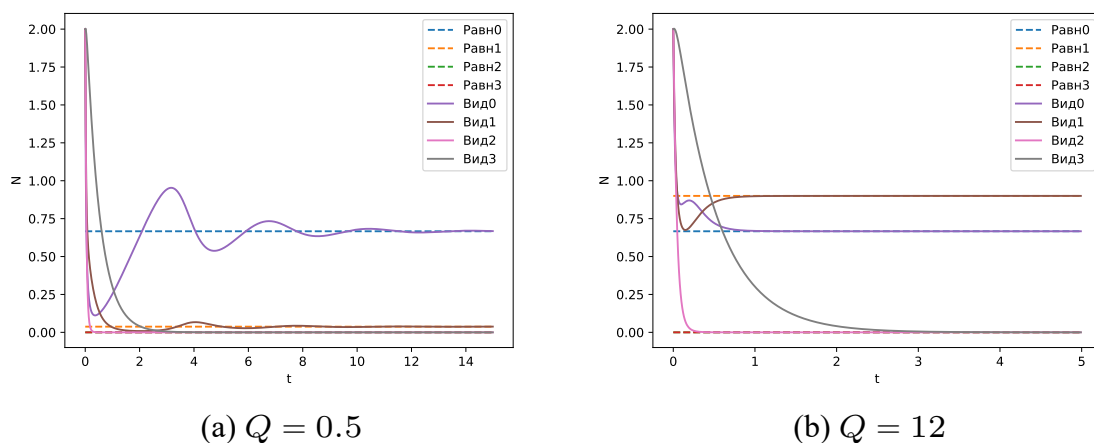 2.00
1.75
1.50
1.25
1.00
0.75
0.50
0.25
0.00
N
0
2
4
6
8
10
12
14
t
Равн0
Равн1
Равн2
Равн3
Вид0
Вид1
Вид2
Вид3
(a) Q = 0.5
2.00
1.75
1.50
1.25
1.00
0.75
0.50
0.25
0.00
N
0
1
2
3
4
5
t
Равн0
Равн1
Равн2
Равн3
Вид0
Вид1
Вид2
Вид3
(b) Q = 12